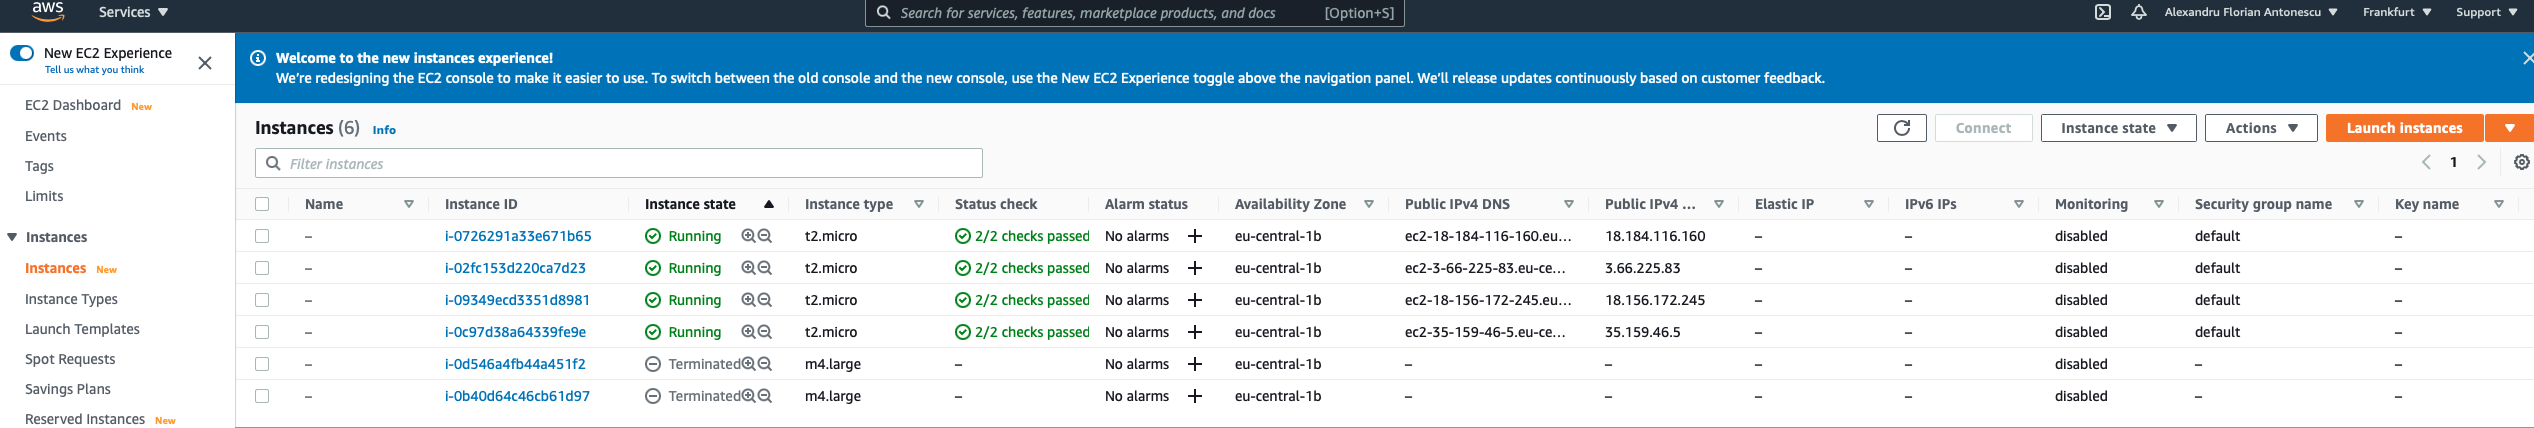 aws Services Search for services, features, marketplace products, and docs [Option+S] Alexandru Florian Antonescu Frankfurt Support
New EC2 Experience
Tell us what you think
EC2 Dashboard New
Events
Tags
Limits
Instances
Instances New
Instance Types
Launch Templates
Spot Requests
Savings Plans
Reserved Instances New
Welcome to the new instances experience!
We're redesigning the EC2 console to make it easier to use. To switch between the old console and the new console, use the New EC2 Experience toggle above the navigation panel. We'll release updates continuously based on customer feedback.
Instances (6) Info Connect Instance state Actions Launch instances
Filter instances 1
Name Instance ID Instance state Instance type Status check Alarm status Availability Zone Public IPv4 DNS Public IPv4 ... Elastic IP IPv6 IPs Monitoring Security group name Key name
– i-0726291a33e671b65 Running t2.micro 2/2 checks passed No alarms + eu-central-1b ec2-18-184-116-160.eu... 18.184.116.160 – – disabled default –
– i-02fc153d220ca7d23 Running t2.micro 2/2 checks passed No alarms + eu-central-1b ec2-3-66-225-83.eu-ce... 3.66.225.83 – – disabled default –
– i-09349ecd3351d8981 Running t2.micro 2/2 checks passed No alarms + eu-central-1b ec2-18-156-172-245.eu... 18.156.172.245 – – disabled default –
– i-0c97d38a64339fe9e Running t2.micro 2/2 checks passed No alarms + eu-central-1b ec2-35-159-46-5.eu-ce... 35.159.46.5 – – disabled default –
– i-0d546a4fb44a451f2 Terminated m4.large – No alarms + eu-central-1b – – – – disabled – –
– i-0b40d64c46cb61d97 Terminated m4.large – No alarms + eu-central-1b – – – – disabled – –